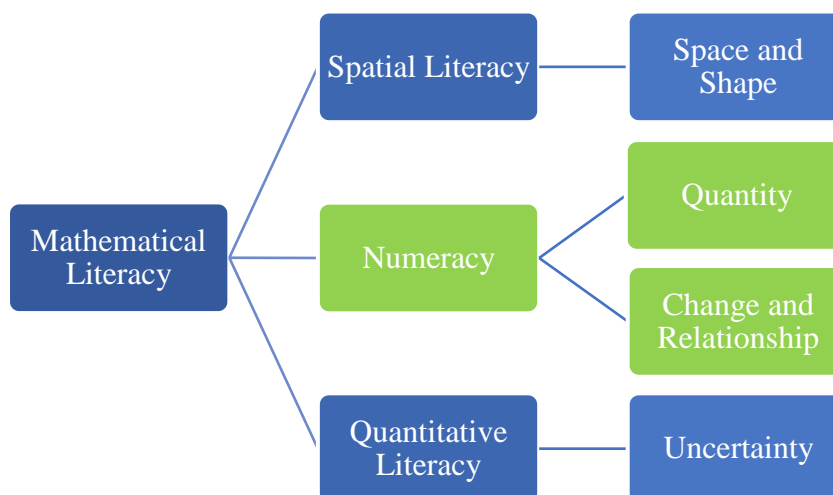 Mathematical
Literacy
Spatial Literacy
Space and
Shape
Numeracy
Quantity
Change and
Relationship
Quantitative
Literacy
Uncertainty